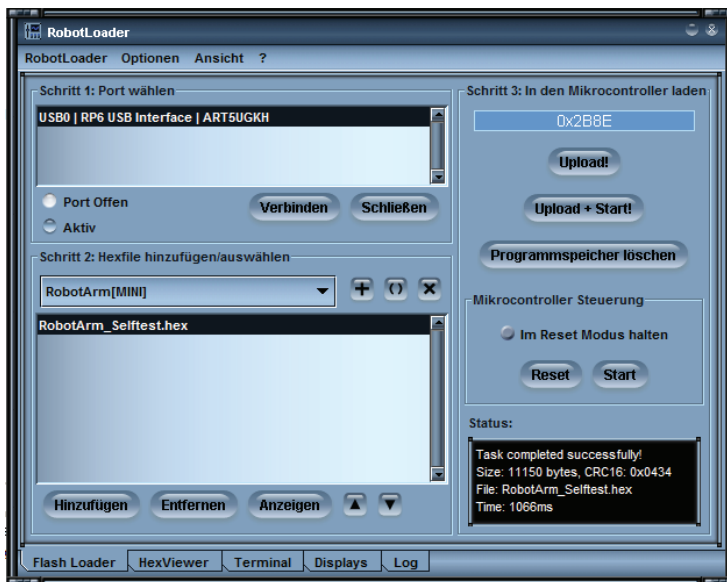 RobotLoader
RobotLoader Optionen Ansicht ?
Schritt 1: Port wählen
USB0 | RP6 USB Interface | ART5UGKH
Port Offen
Aktiv
Verbinden
Schließen
Schritt 2: Hexfile hinzufügen/auswählen
RobotArm[MINI]
RobotArm_Selftest.hex
Hinzufügen
Entfernen
Anzeigen
Schritt 3: In den Mikrocontroller laden
0x2B8E
Upload!
Upload + Start!
Programmspeicher löschen
Mikrocontroller Steuerung
Im Reset Modus halten
Reset
Start
Status:
Task completed successfully!
Size: 11150 bytes, CRC16: 0x0434
File: RobotArm_Selftest.hex
Time: 1066ms
Flash Loader HexViewer Terminal Displays Log